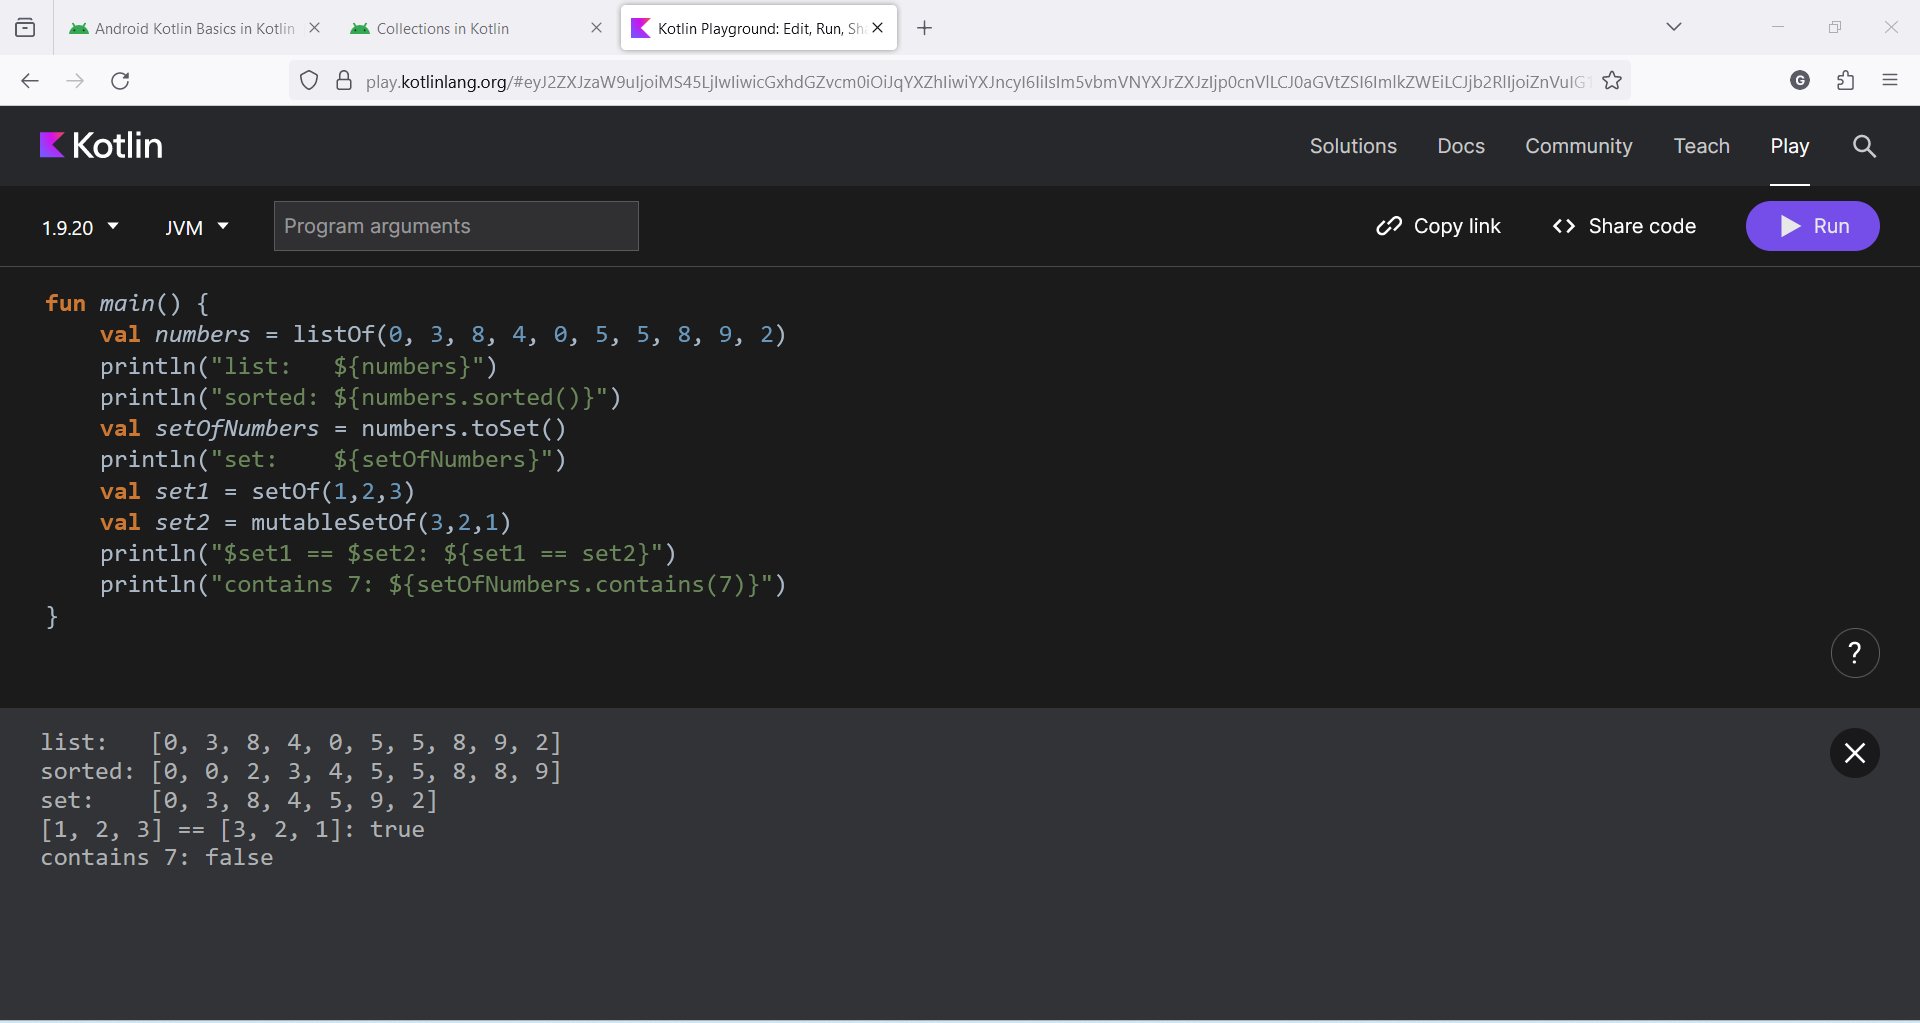 Android Kotlin Basics in Kotlin
Collections in Kotlin
Kotlin Playground: Edit, Run, Sha
Kotlin
Solutions
Docs
Community
Teach
Play
1.9.20
JVM
Program arguments
Copy link
<> Share code
Run
fun main() {
    val numbers = listOf(0, 3, 8, 4, 0, 5, 5, 8, 9, 2)
    println("list:   ${numbers}")
    println("sorted: ${numbers.sorted()}")
    val setOfNumbers = numbers.toSet()
    println("set:    ${setOfNumbers}")
    val set1 = setOf(1,2,3)
    val set2 = mutableSetOf(3,2,1)
    println("$set1 == $set2: ${set1 == set2}")
    println("contains 7: ${setOfNumbers.contains(7)}")
}
?
list:   [0, 3, 8, 4, 0, 5, 5, 8, 9, 2]
sorted: [0, 0, 2, 3, 4, 5, 5, 8, 8, 9]
set:    [0, 3, 8, 4, 5, 9, 2]
[1, 2, 3] == [3, 2, 1]: true
contains 7: false